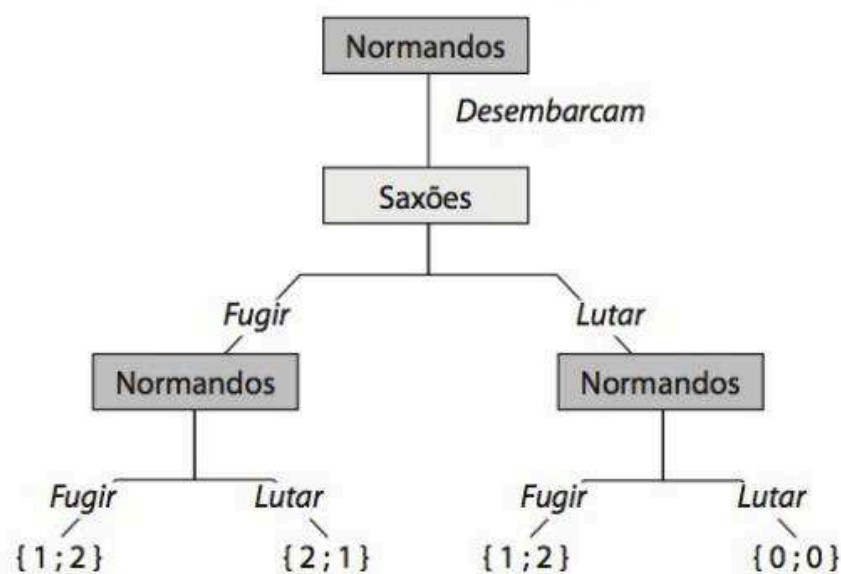 Normandos
Desembarcam
Saxões
Fugir Lutar
Normandos Normandos
Fugir Lutar Fugir Lutar
{1;2} {2;1} {1;2} {0;0}